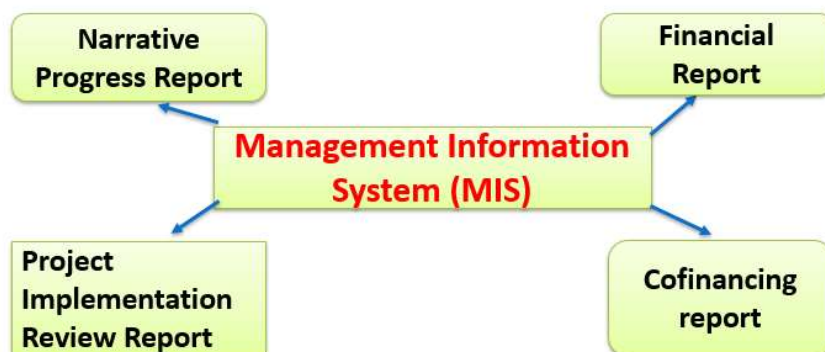 Narrative
Progress Report
Financial
Report
Management Information
System (MIS)
Project
Implementation
Review Report
Cofinancing
report